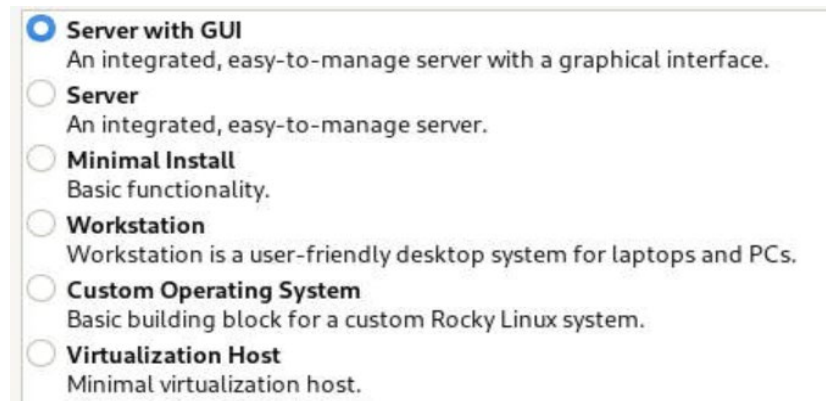 Server with GUI
An integrated, easy-to-manage server with a graphical interface.
Server
An integrated, easy-to-manage server.
Minimal Install
Basic functionality.
Workstation
Workstation is a user-friendly desktop system for laptops and PCs.
Custom Operating System
Basic building block for a custom Rocky Linux system.
Virtualization Host
Minimal virtualization host.